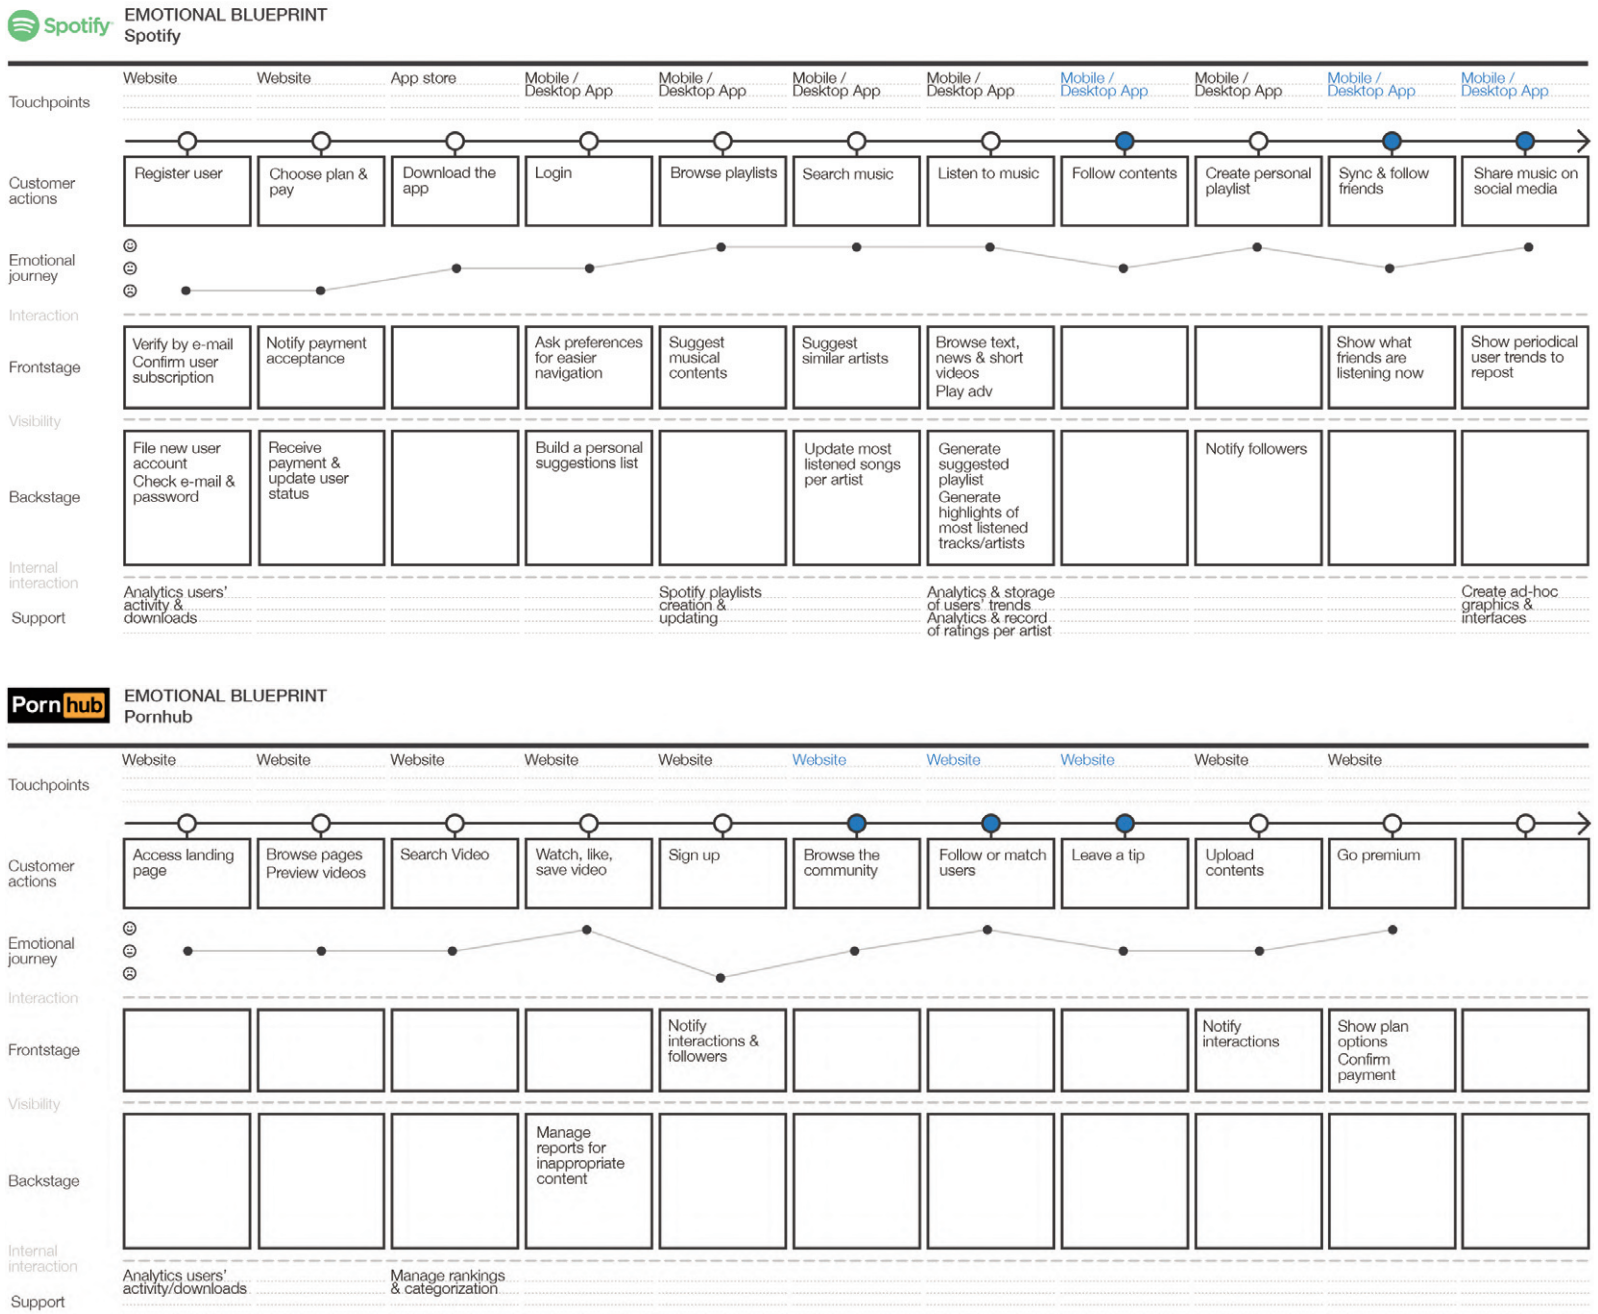 Spotify
EMOTIONAL BLUEPRINT
Spotify
Touchpoints
Website
Website
App store
Mobile /
Desktop App
Mobile /
Desktop App
Mobile /
Desktop App
Mobile /
Desktop App
Mobile /
Desktop App
Mobile /
Desktop App
Mobile /
Desktop App
Mobile /
Desktop App
Customer
actions
Register user
Choose plan &
pay
Download the
app
Login
Browse playlists
Search music
Listen to music
Follow contents
Create personal
playlist
Sync & follow
friends
Share music on
social media
Emotional
journey
Interaction
Frontstage
Verify by e-mail
Confirm user
subscription
Notify payment
acceptance
Ask preferences
for easier
navigation
Suggest
musical
contents
Suggest
similar artists
Browse text,
news & short
videos
Play adv
Show what
friends are
listening now
Show periodical
user trends to
repost
Visibility
Backstage
File new user
account
Check e-mail &
password
Receive
payment &
update user
status
Build a personal
suggestions list
Update most
listened songs
per artist
Generate
suggested
playlist
Generate
highlights of
most listened
tracks/artists
Notify followers
Internal
interaction
Support
Analytics users'
activity &
downloads
Spotify playlists
creation &
updating
Analytics & storage
of users' trends
Analytics & record
of ratings per artist
Create ad-hoc
graphics &
interfaces
Porn hub
EMOTIONAL BLUEPRINT
Pornhub
Touchpoints
Website
Website
Website
Website
Website
Website
Website
Website
Website
Website
Customer
actions
Access landing
page
Browse pages
Preview videos
Search Video
Watch, like,
save video
Sign up
Browse the
community
Follow or match
users
Leave a tip
Upload
contents
Go premium
Emotional
journey
Interaction
Frontstage
Notify
interactions &
followers
Notify
interactions
Show plan
options
Confirm
payment
Visibility
Backstage
Manage
reports for
inappropriate
content
Internal
interaction
Support
Analytics users'
activity/downloads
Manage rankings
& categorization